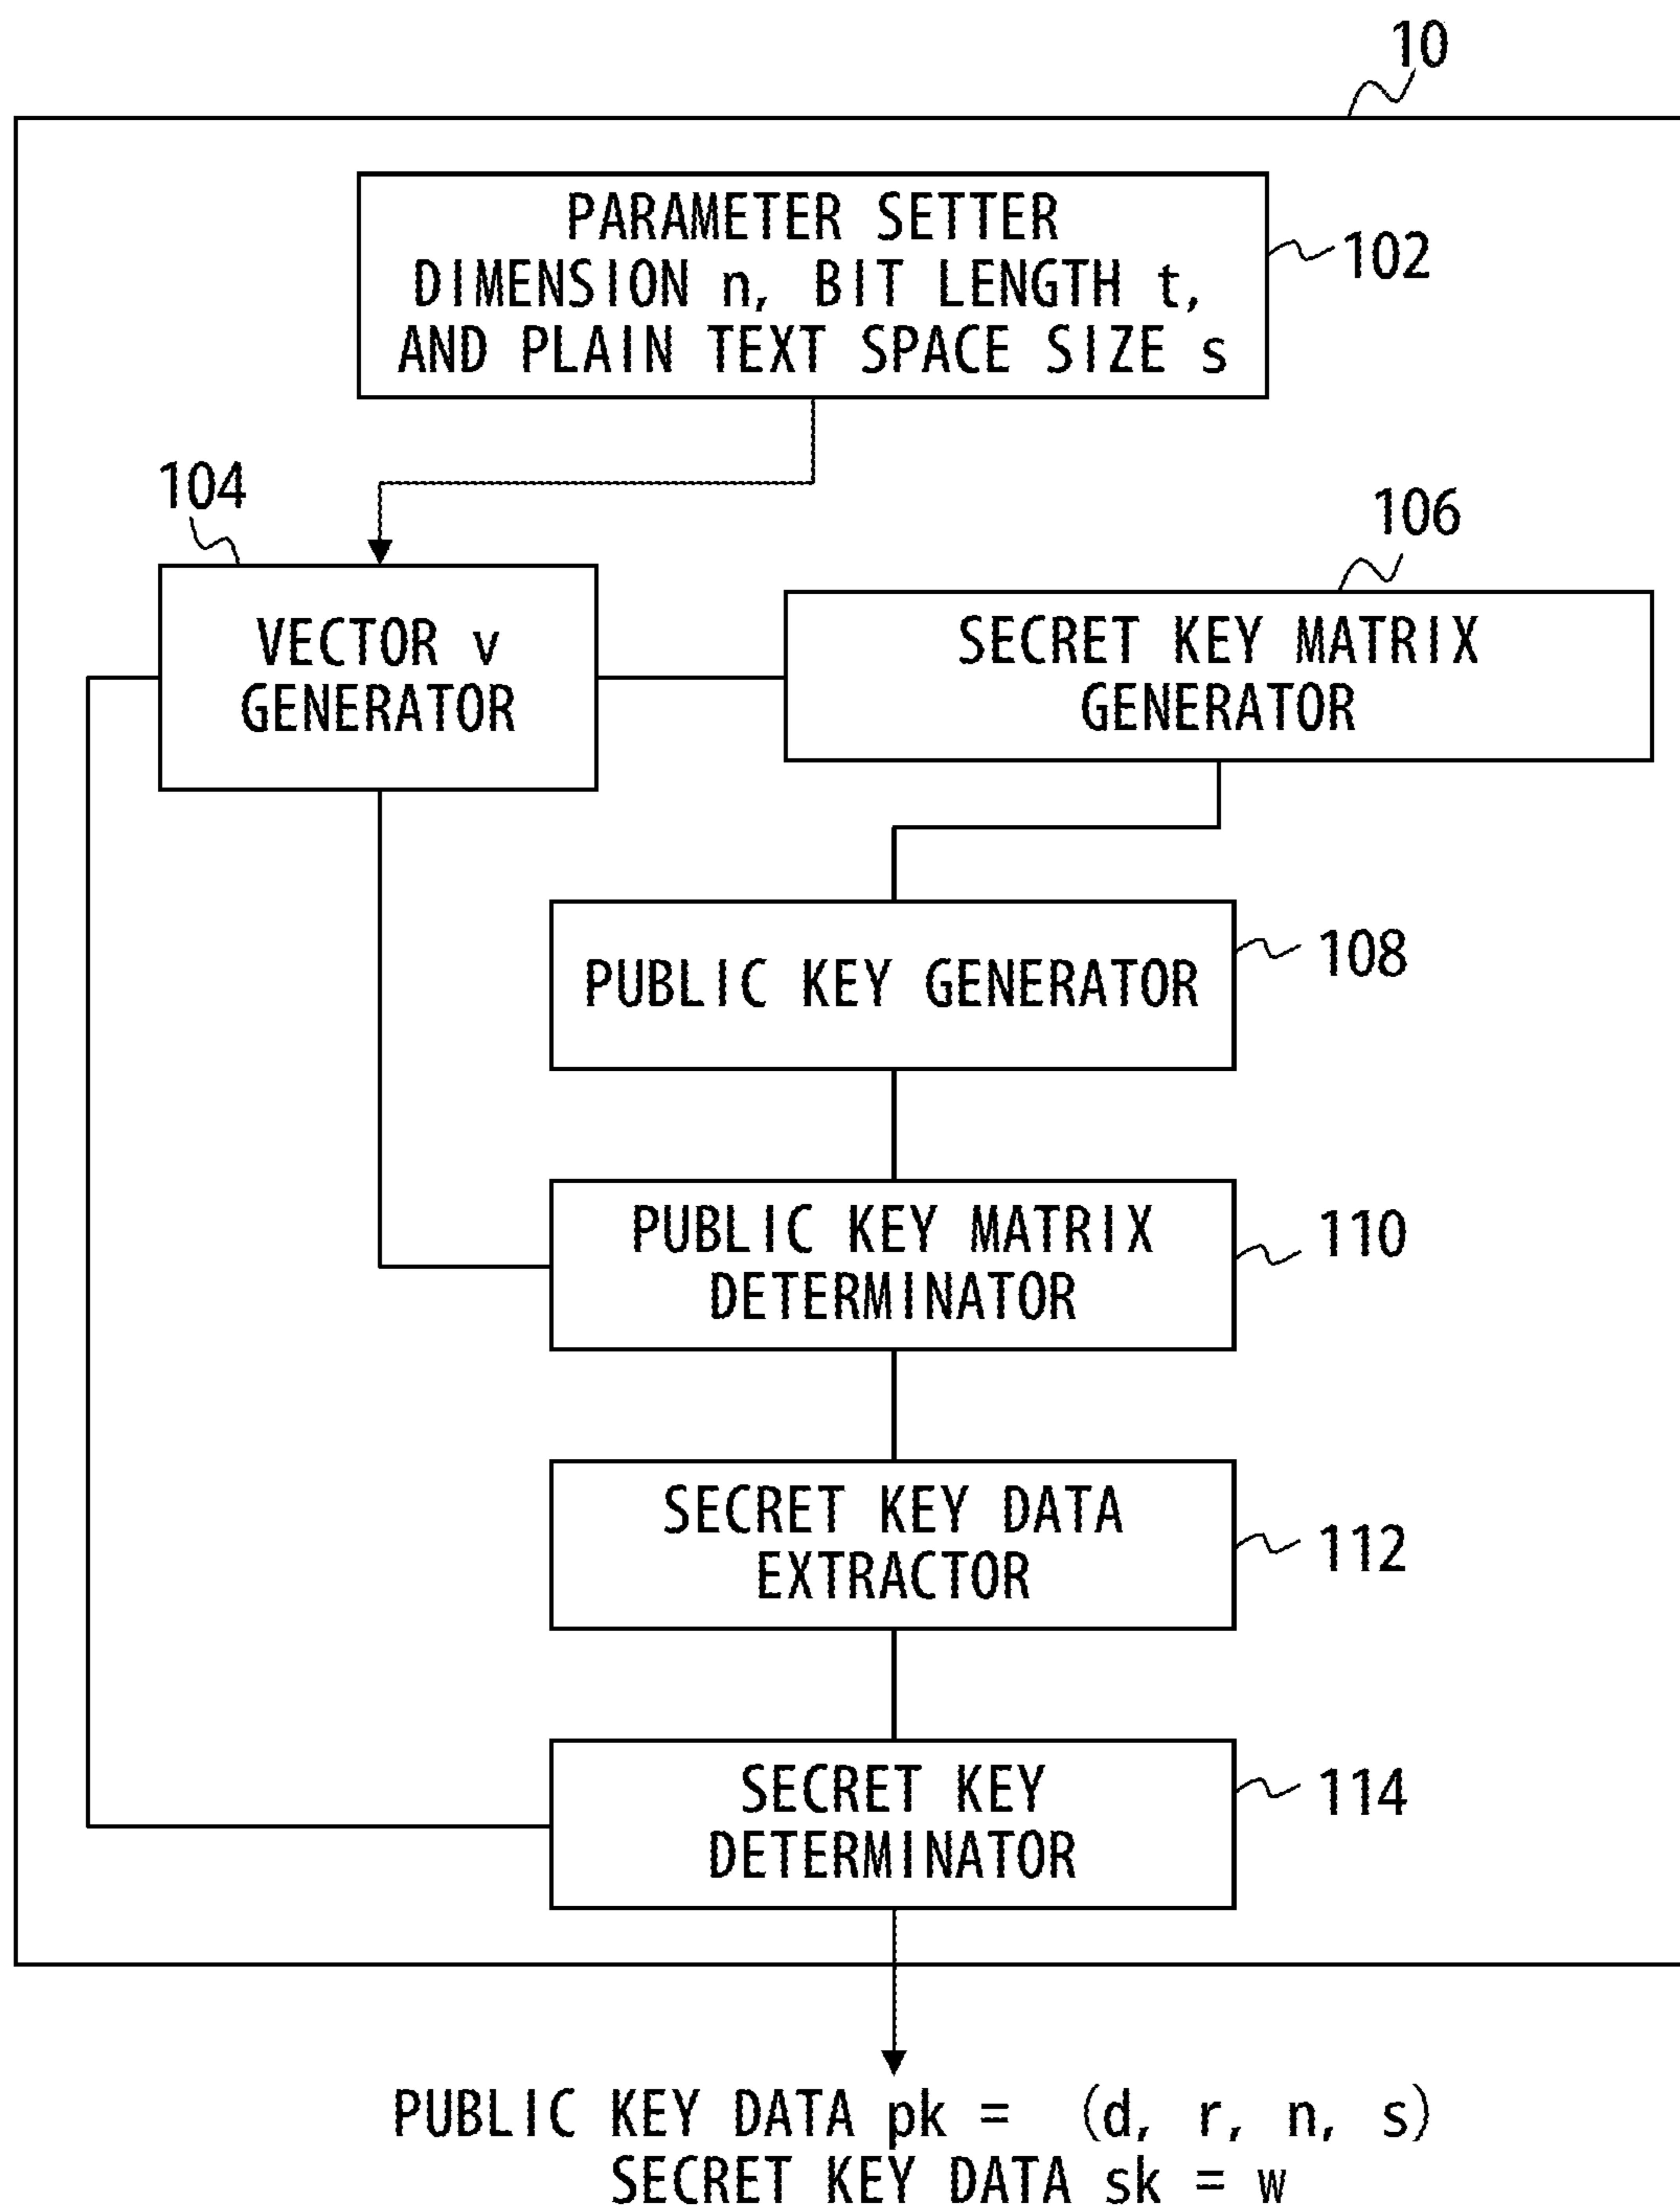 10
PARAMETER SETTER
DIMENSION n, BIT LENGTH t,
AND PLAIN TEXT SPACE SIZE s
102
104
106
VECTOR v
GENERATOR
SECRET KEY MATRIX
GENERATOR
PUBLIC KEY GENERATOR
108
PUBLIC KEY MATRIX
DETERMINATOR
110
SECRET KEY DATA
EXTRACTOR
112
SECRET KEY
DETERMINATOR
114
PUBLIC KEY DATA pk = (d, r, n, s)
SECRET KEY DATA sk = w